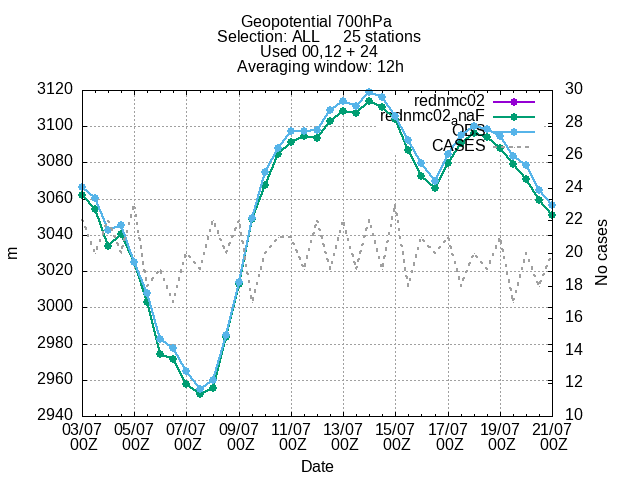 Geopotential 700hPa
Selection: ALL 25 stations
Used 00,12 + 24
Averaging window: 12h
3120
3100
3080
3060
3040
3020
3000
2980
2960
2940
m
30
28
26
24
22
20
18
16
14
12
10
No cases
rednmc02
rednmc02anaF
OBS
CASES
03/07 05/07 07/07 09/07 11/07 13/07 15/07 17/07 19/07 21/07
00Z 00Z 00Z 00Z 00Z 00Z 00Z 00Z 00Z 00Z
Date